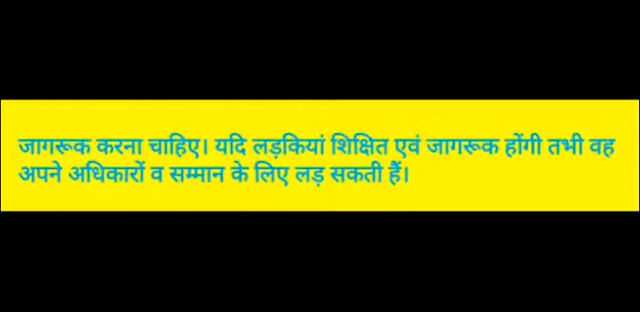 जागरूक करना चाहिए। यदि लड़कियां शिक्षित एवं जागरूक होंगी तभी वह
अपने अधिकारों व सम्मान के लिए लड़ सकती हैं।